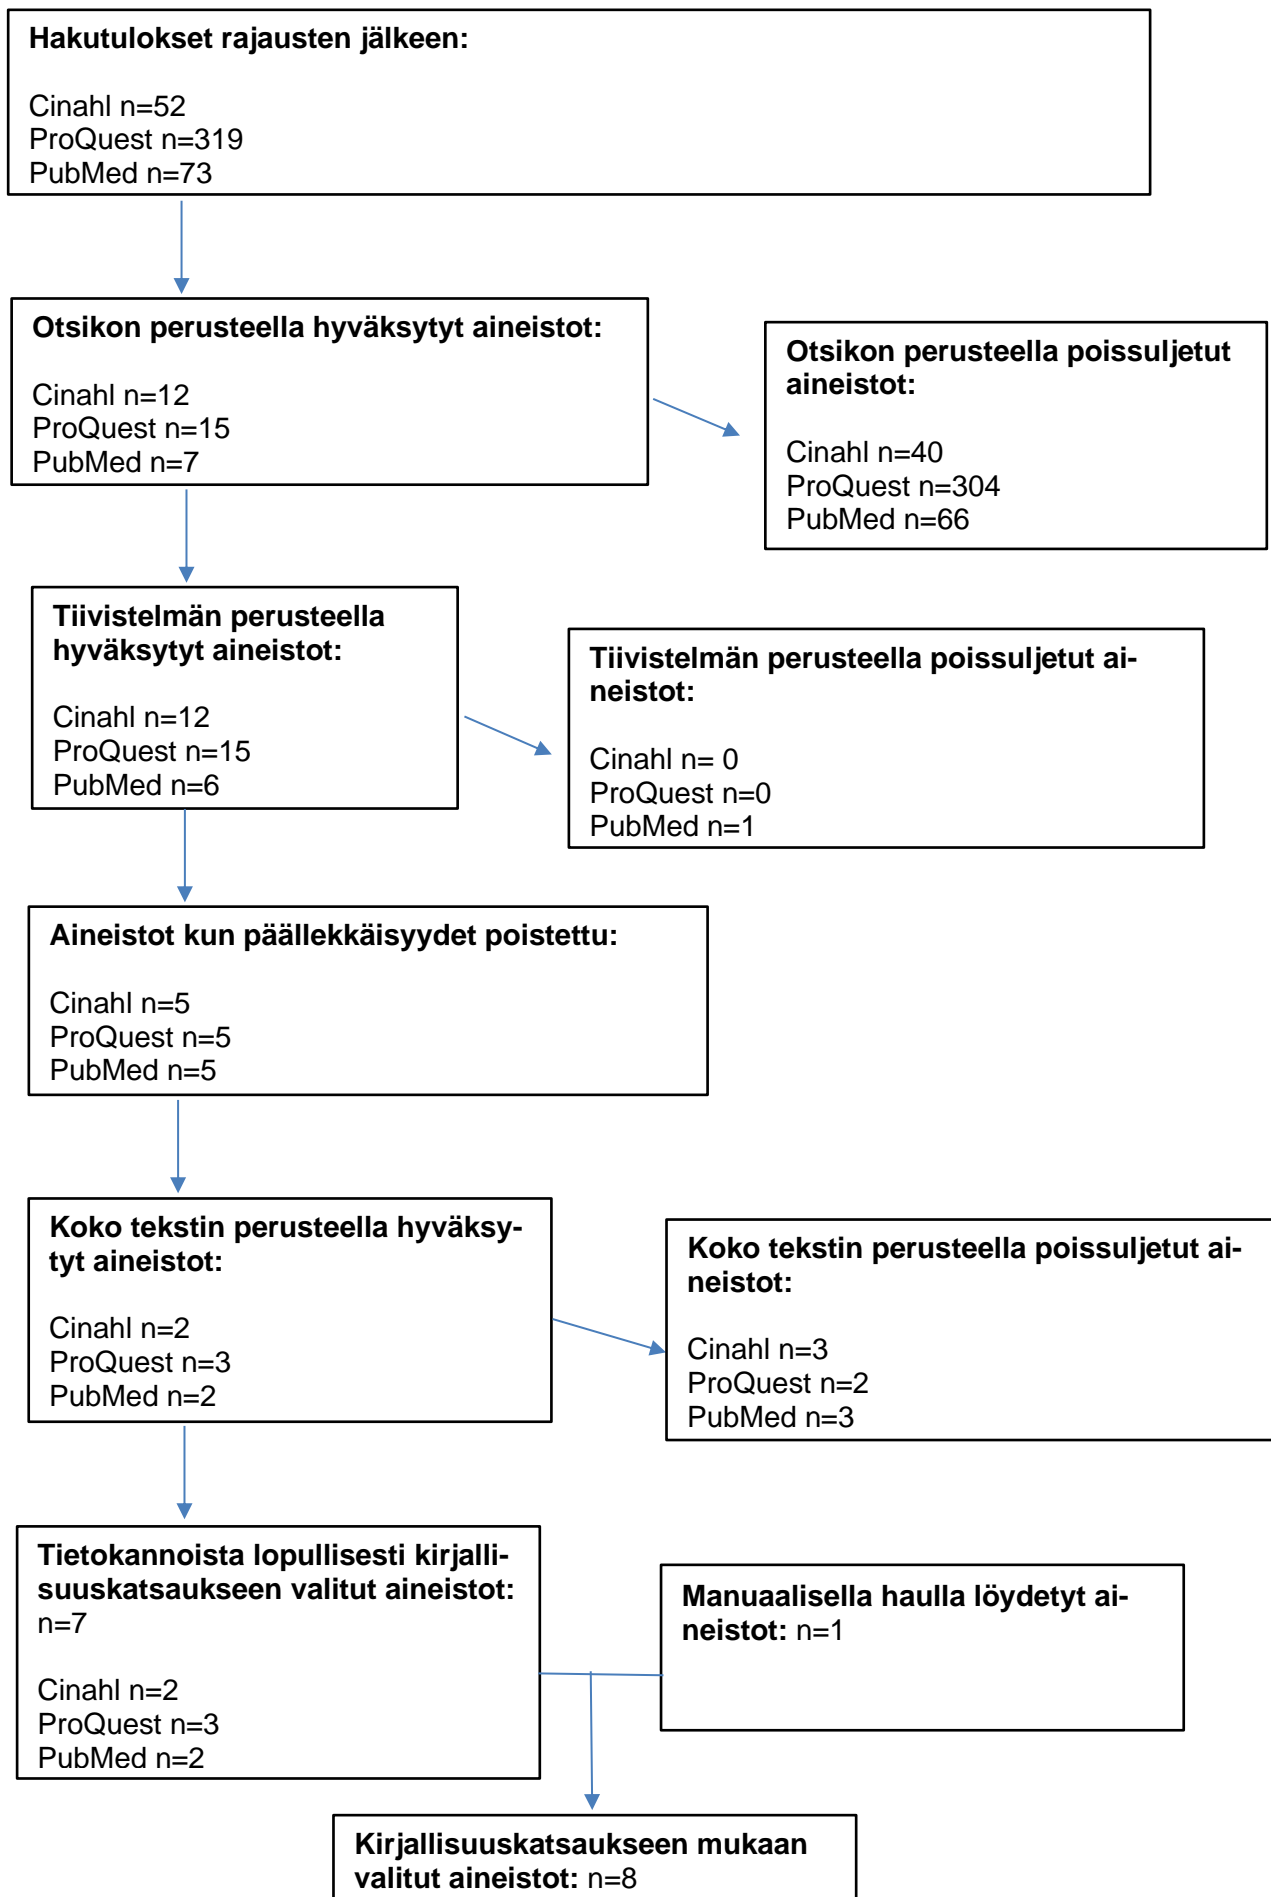 Hakutulokset rajausten jälkeen:
Cinahl n=52
ProQuest n=319
PubMed n=73
Otsikon perusteella hyväksytyt aineistot:
Cinahl n=12
ProQuest n=15
PubMed n=7
Otsikon perusteella poissuljetut
aineistot:
Cinahl n=40
ProQuest n=304
PubMed n=66
Tiivistelmän perusteella
hyväksytyt aineistot:
Cinahl n=12
ProQuest n=15
PubMed n=6
Tiivistelmän perusteella poissuljetut ai-
neistot:
Cinahl n= 0
ProQuest n=0
PubMed n=1
Aineistot kun päällekkäisyydet poistettu:
Cinahl n=5
ProQuest n=5
PubMed n=5
Koko tekstin perusteella hyväksy-
tyt aineistot:
Cinahl n=2
ProQuest n=3
PubMed n=2
Koko tekstin perusteella poissuljetut ai-
neistot:
Cinahl n=3
ProQuest n=2
PubMed n=3
Tietokannoista lopullisesti kirjalli-
suuskatsaukseen valitut aineistot:
n=7
Cinahl n=2
ProQuest n=3
PubMed n=2
Manuaalisella haulla löydetyt ai-
neistot: n=1
Kirjallisuuskatsaukseen mukaan
valitut aineistot: n=8